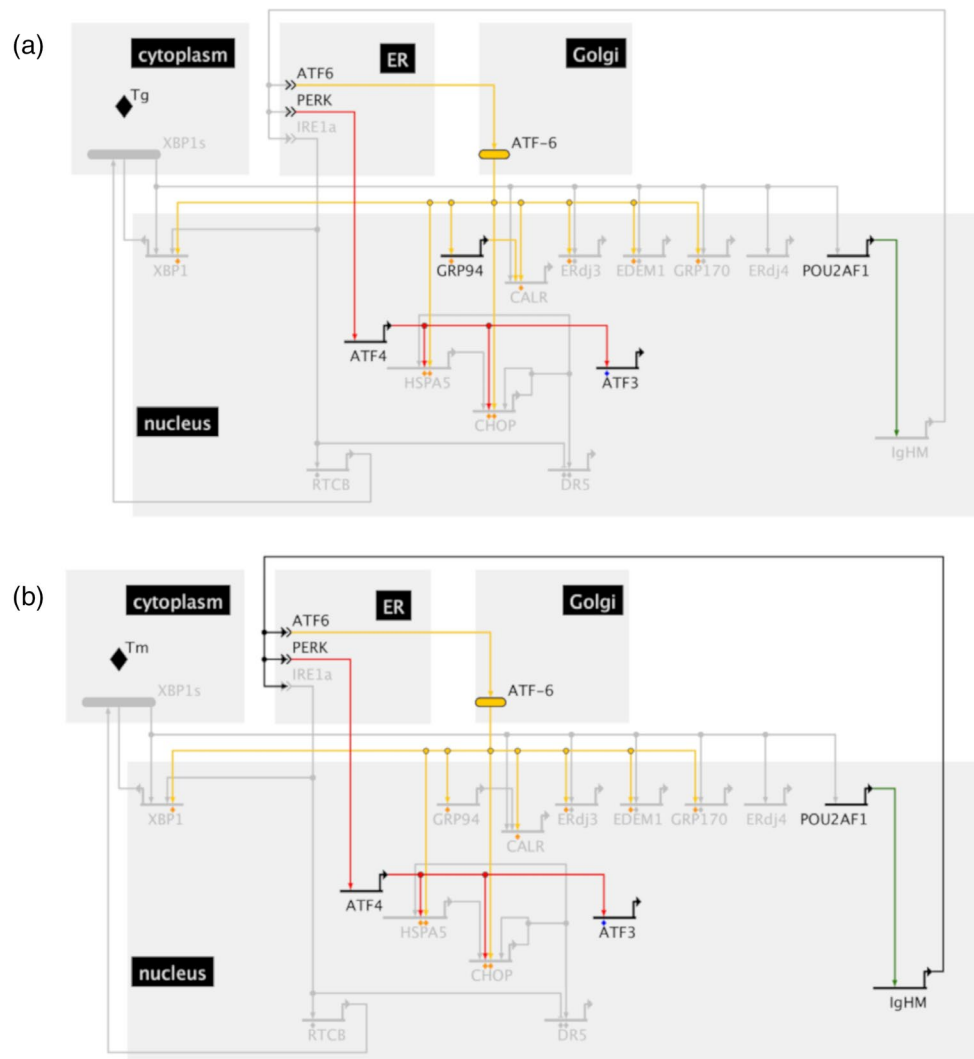 (a)
cytoplasm
ER
Golgi
Tg
ATF6
PERK
IRE1a
XBP1s
ATF-6
XBP1
GRP94
CALR
ERdj3
EDEM1
GRP170
ERdj4
POU2AF1
ATF4
HSPA5
ATF3
CHOP
nucleus
IgHM
RTCB
DR5
(b)
cytoplasm
ER
Golgi
Tm
ATF6
PERK
IRE1a
XBP1s
ATF-6
XBP1
GRP94
CALR
ERdj3
EDEM1
GRP170
ERdj4
POU2AF1
ATF4
HSPA5
ATF3
CHOP
nucleus
IgHM
RTCB
DR5